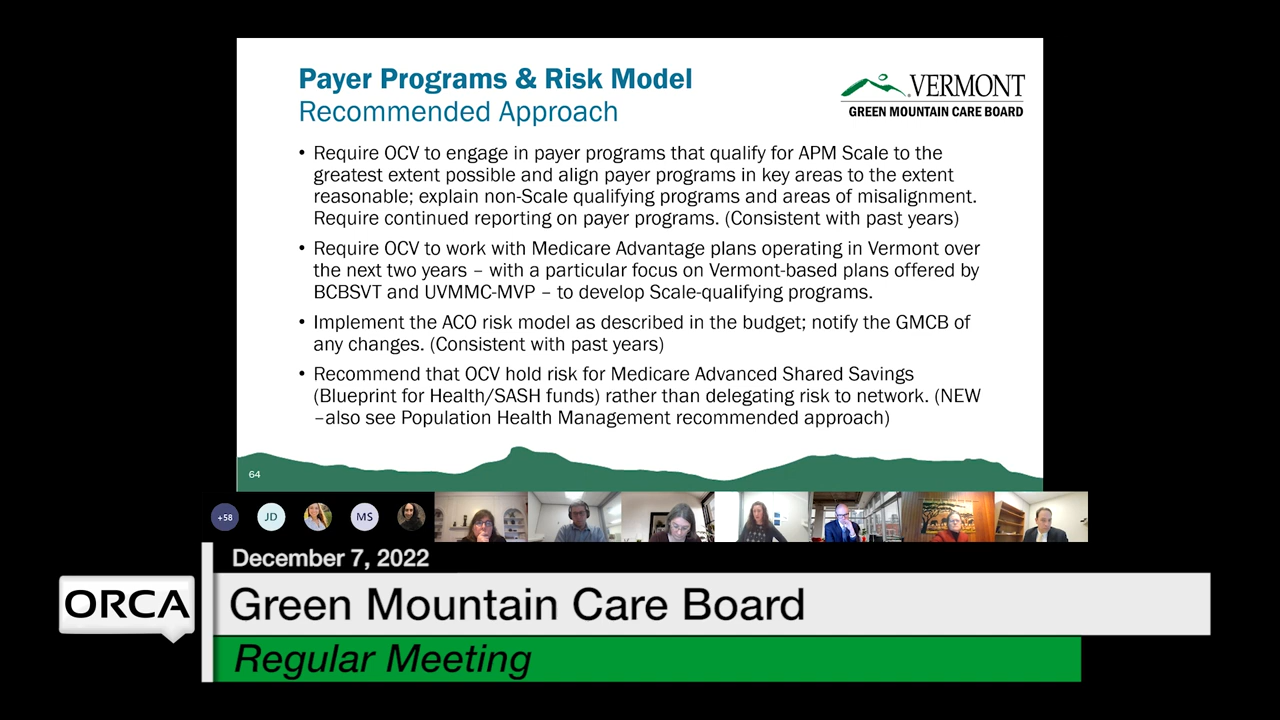 Payer Programs & Risk Model
Recommended Approach
VERMONT
GREEN MOUNTAIN CARE BOARD
• Require OCV to engage in payer programs that qualify for APM Scale to the
greatest extent possible and align payer programs in key areas to the extent
reasonable; explain non-Scale qualifying programs and areas of misalignment.
Require continued reporting on payer programs. (Consistent with past years)
• Require OCV to work with Medicare Advantage plans operating in Vermont over
the next two years – with a particular focus on Vermont-based plans offered by
BCBSVT and UVMMC-MVP – to develop Scale-qualifying programs.
• Implement the ACO risk model as described in the budget; notify the GMCB of
any changes. (Consistent with past years)
• Recommend that OCV hold risk for Medicare Advanced Shared Savings
(Blueprint for Health/SASH funds) rather than delegating risk to network. (NEW
–also see Population Health Management recommended approach)
64
+58
JD
MS
December 7, 2022
ORCA
Green Mountain Care Board
Regular Meeting